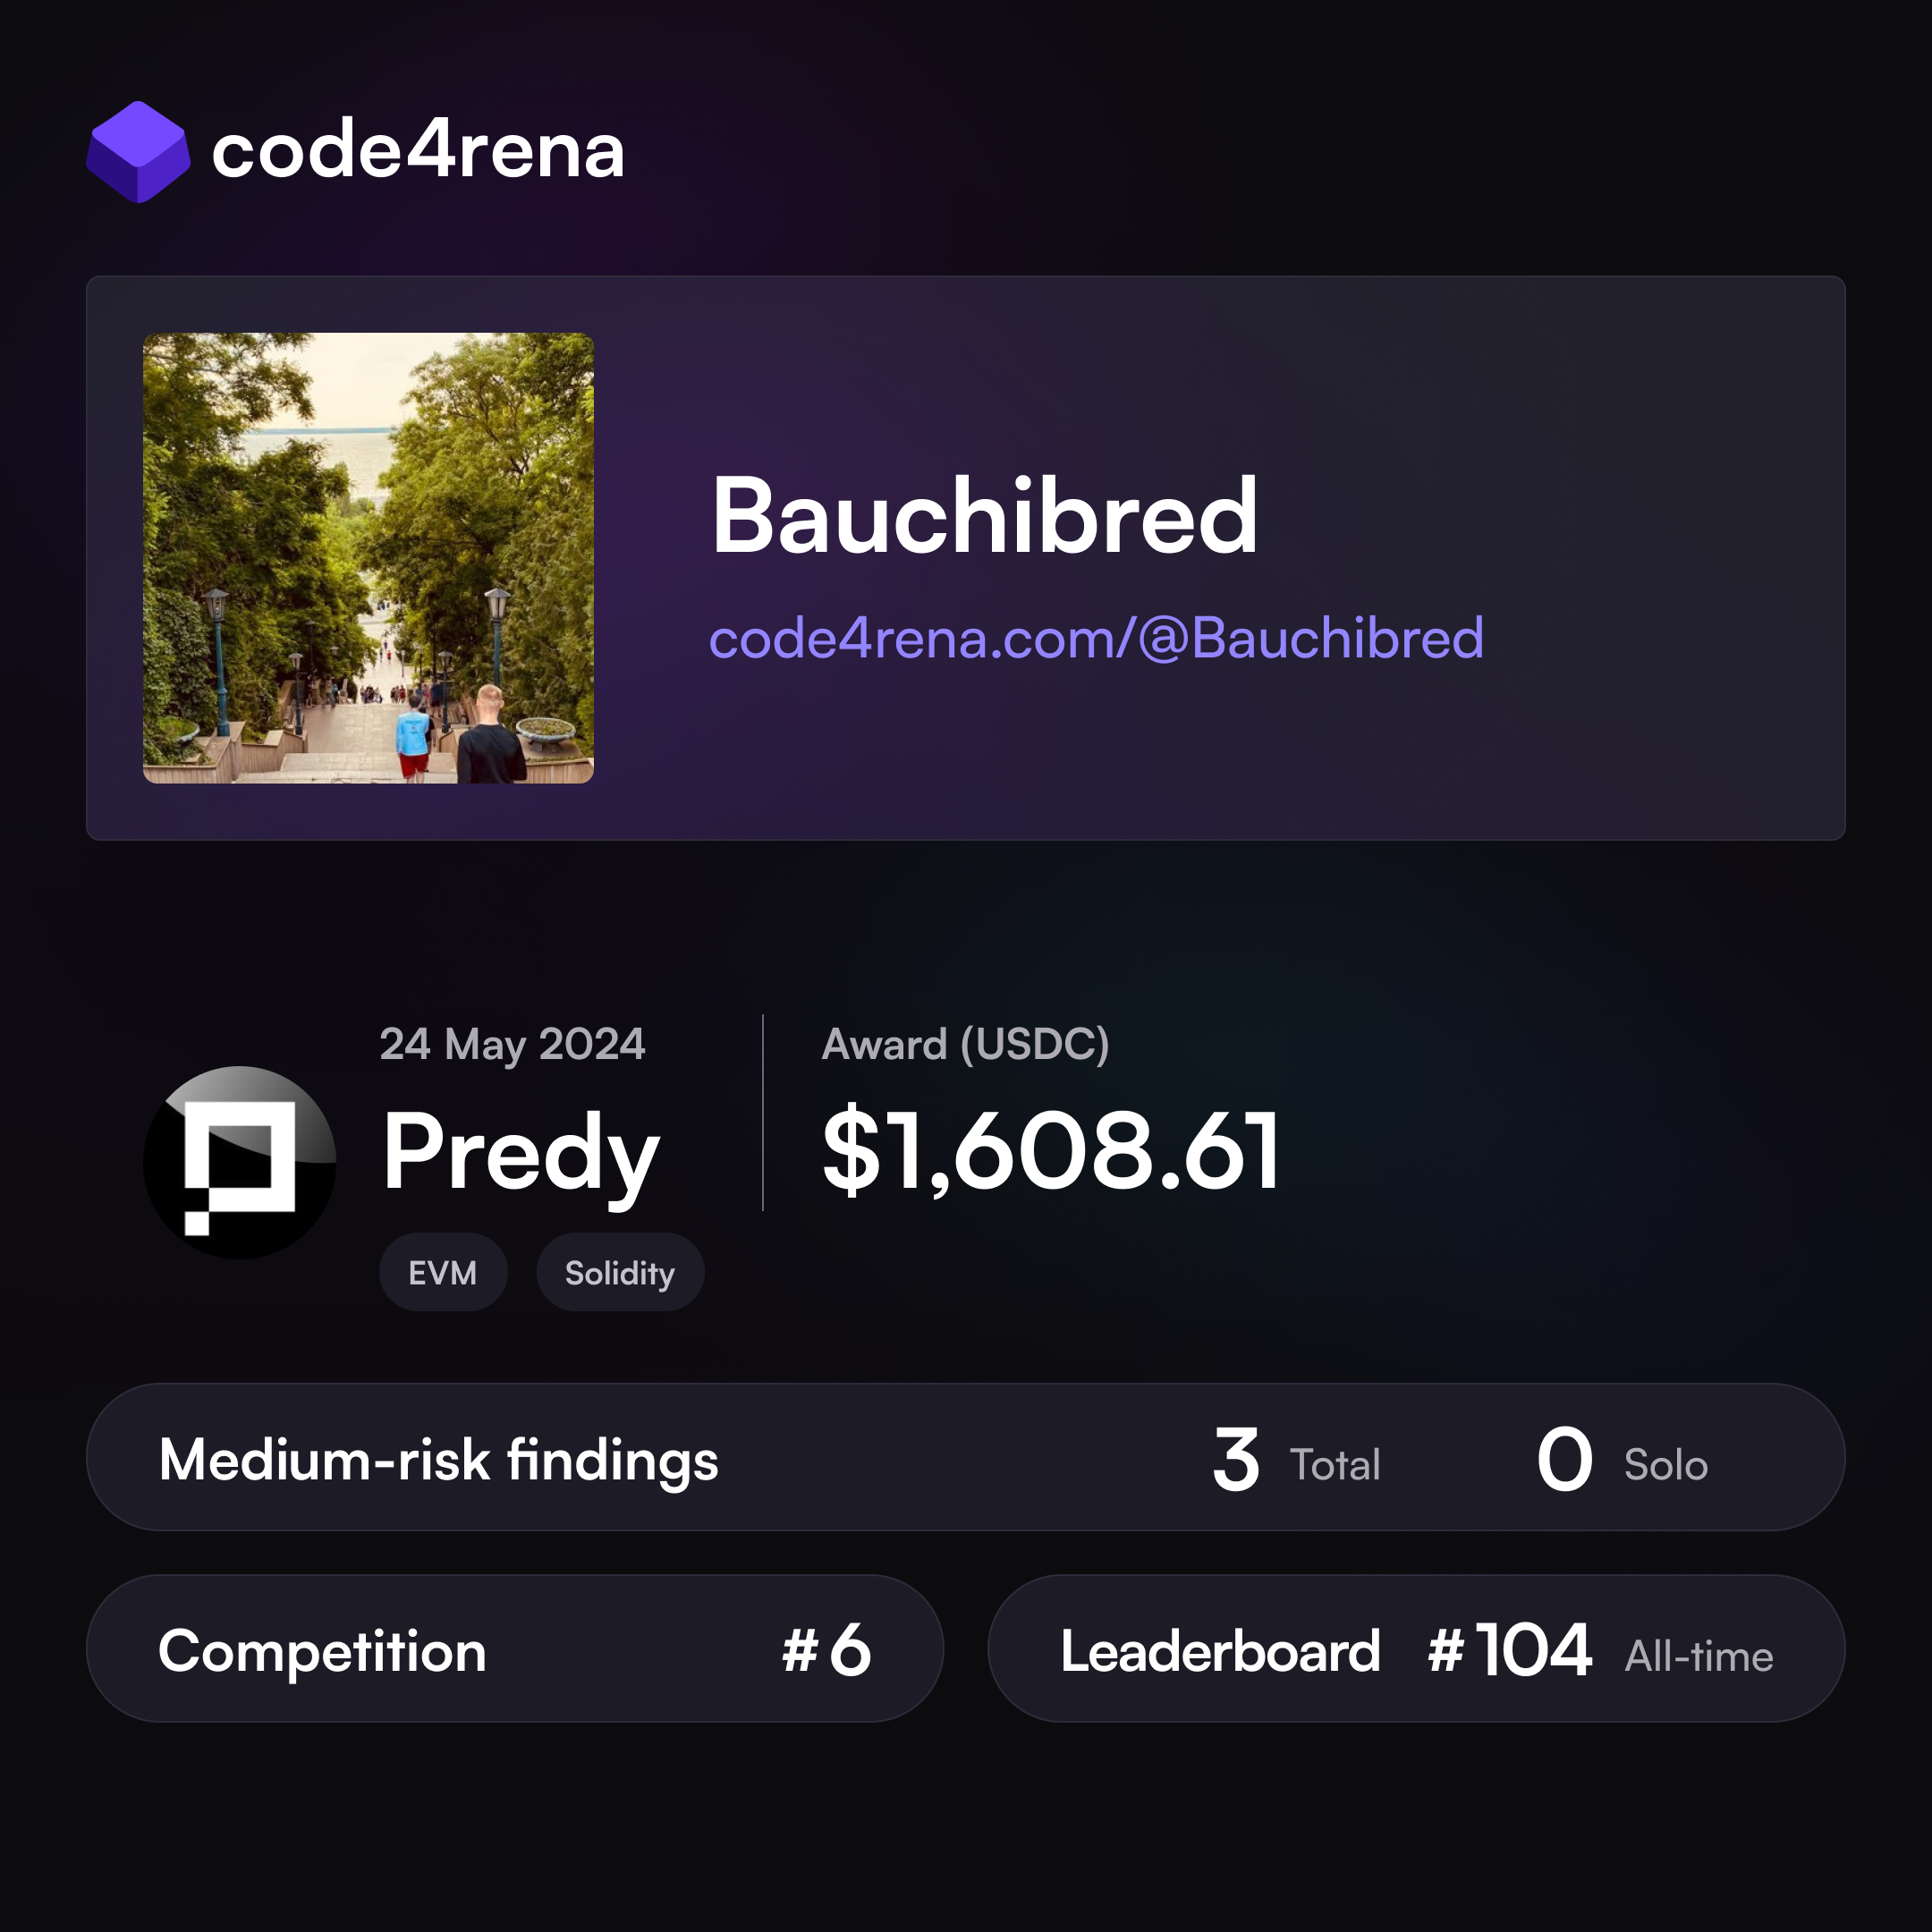 code4rena
Bauchibred
code4rena.com/@Bauchibred
24 May 2024
Predy
EVM Solidity
Award (USDC)
$1,608.61
Medium-risk findings 3 Total 0 Solo
Competition #6
Leaderboard #104 All-time